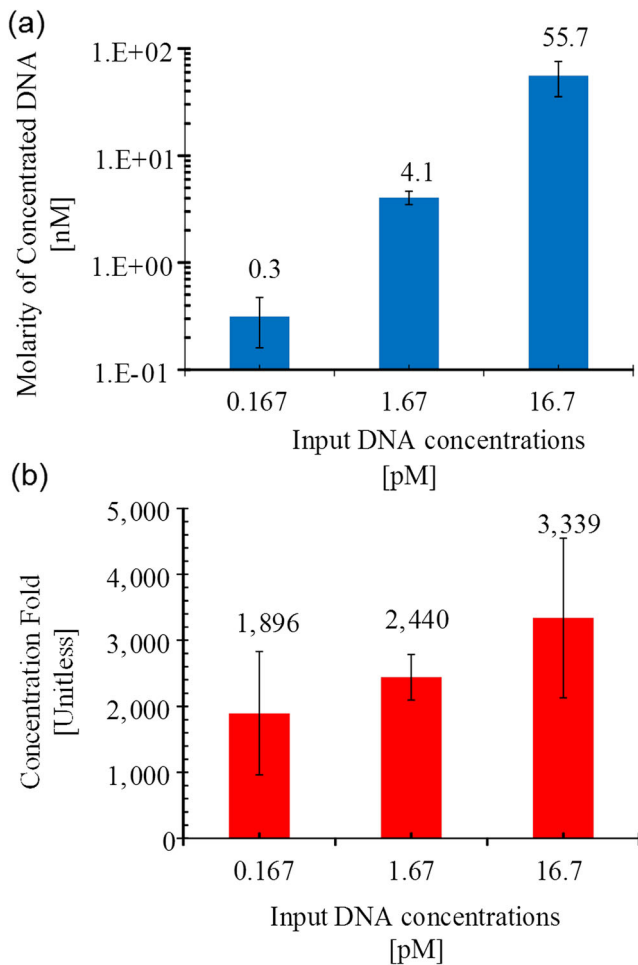 (a)
Molarity of Concentrated DNA
[nM]
1.E+02
1.E+01
1.E+00
1.E-01
0.3
4.1
55.7
0.167
1.67
16.7
Input DNA concentrations
[pM]
(b)
Concentration Fold
[Unitless]
5,000
4,000
3,000
2,000
1,000
0
1,896
2,440
3,339
0.167
1.67
16.7
Input DNA concentrations
[pM]